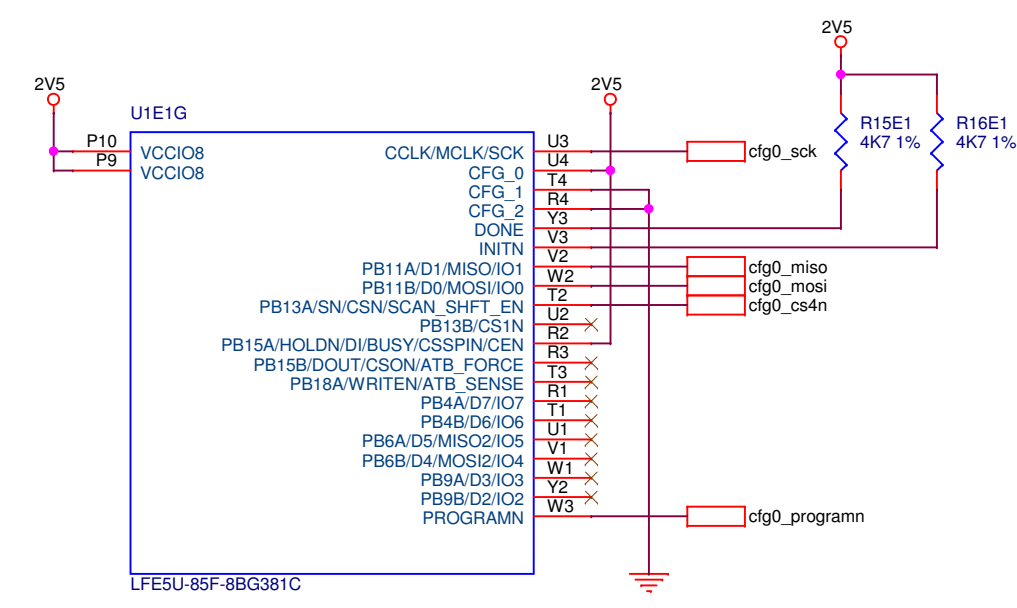 2V5
2V5
2V5
U1E1G
R15E1
4K7 1%
R16E1
4K7 1%
P10
VCCIO8
P9
VCCIO8
CCLK/MCLK/SCK
U3
cfg0_sck
CFG_0
U4
CFG_1
T4
CFG_2
R4
DONE
Y3
INITN
V3
PB11A/D1/MISO/IO1
V2
cfg0_miso
PB11B/D0/MOSI/IO0
W2
cfg0_mosi
PB13A/SN/CSN/SCAN_SHFT_EN
T2
cfg0_cs4n
PB13B/CS1N
U2
PB15A/HOLDN/DI/BUSY/CSSPIN/CEN
R2
PB15B/DOUT/CSON/ATB_FORCE
R3
PB18A/WRITEN/ATB_SENSE
T3
PB4A/D7/IO7
R1
PB4B/D6/IO6
T1
PB6A/D5/MISO2/IO5
U1
PB6B/D4/MOSI2/IO4
V1
PB9A/D3/IO3
W1
PB9B/D2/IO2
Y2
PROGRAMN
W3
cfg0_programn
LFE5U-85F-8BG381C